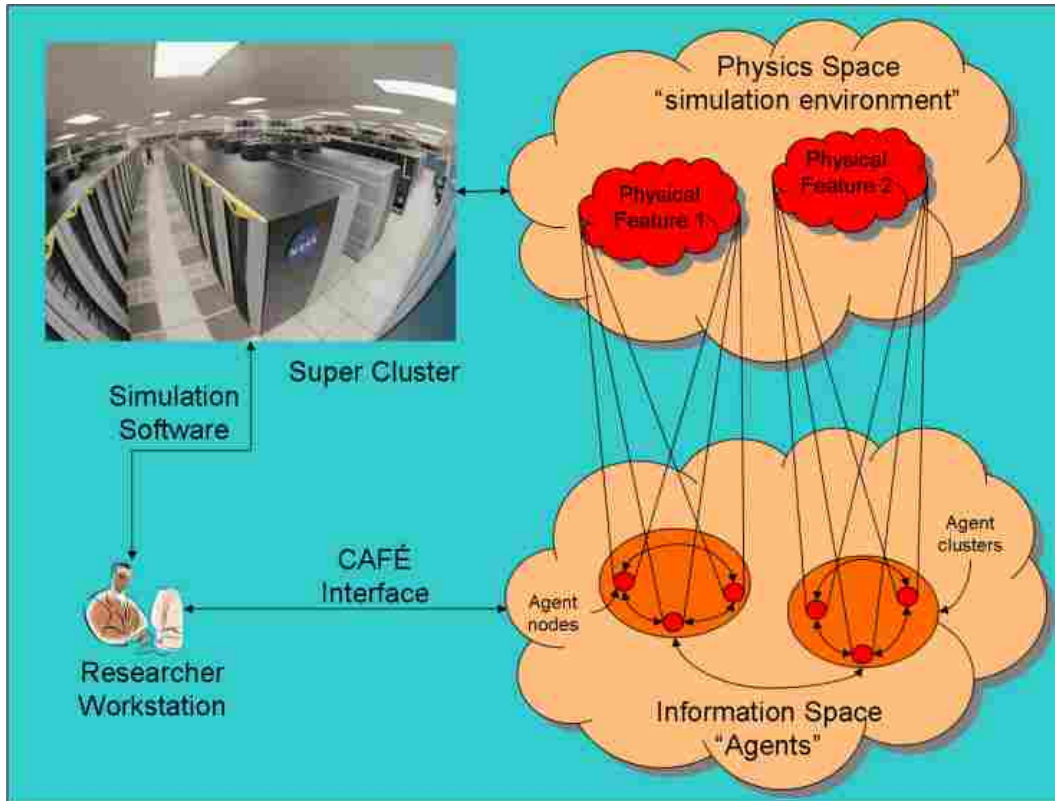 Physics Space
“simulation environment”
Physical
Feature 1
Physical
Feature 2
NASA
Super Cluster
Simulation
Software
CAFÉ
Interface
Researcher
Workstation
Agent
nodes
Agent
clusters
Information Space
“Agents”